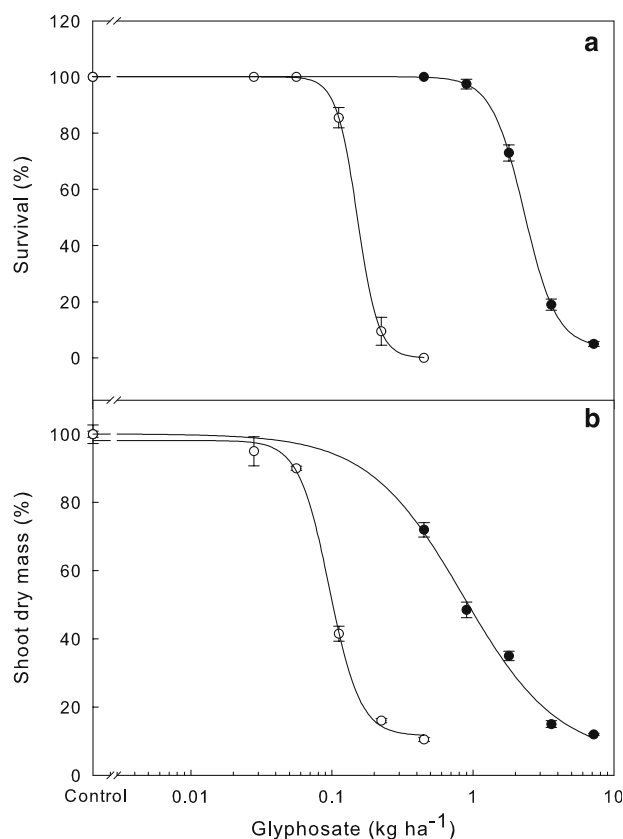 120
a
100
80
60
40
20
0
Survival (%)
b
100
80
60
40
20
0
Shoot dry mass (%)
Control 0.01 0.1 1 10
Glyphosate (kg ha⁻¹)